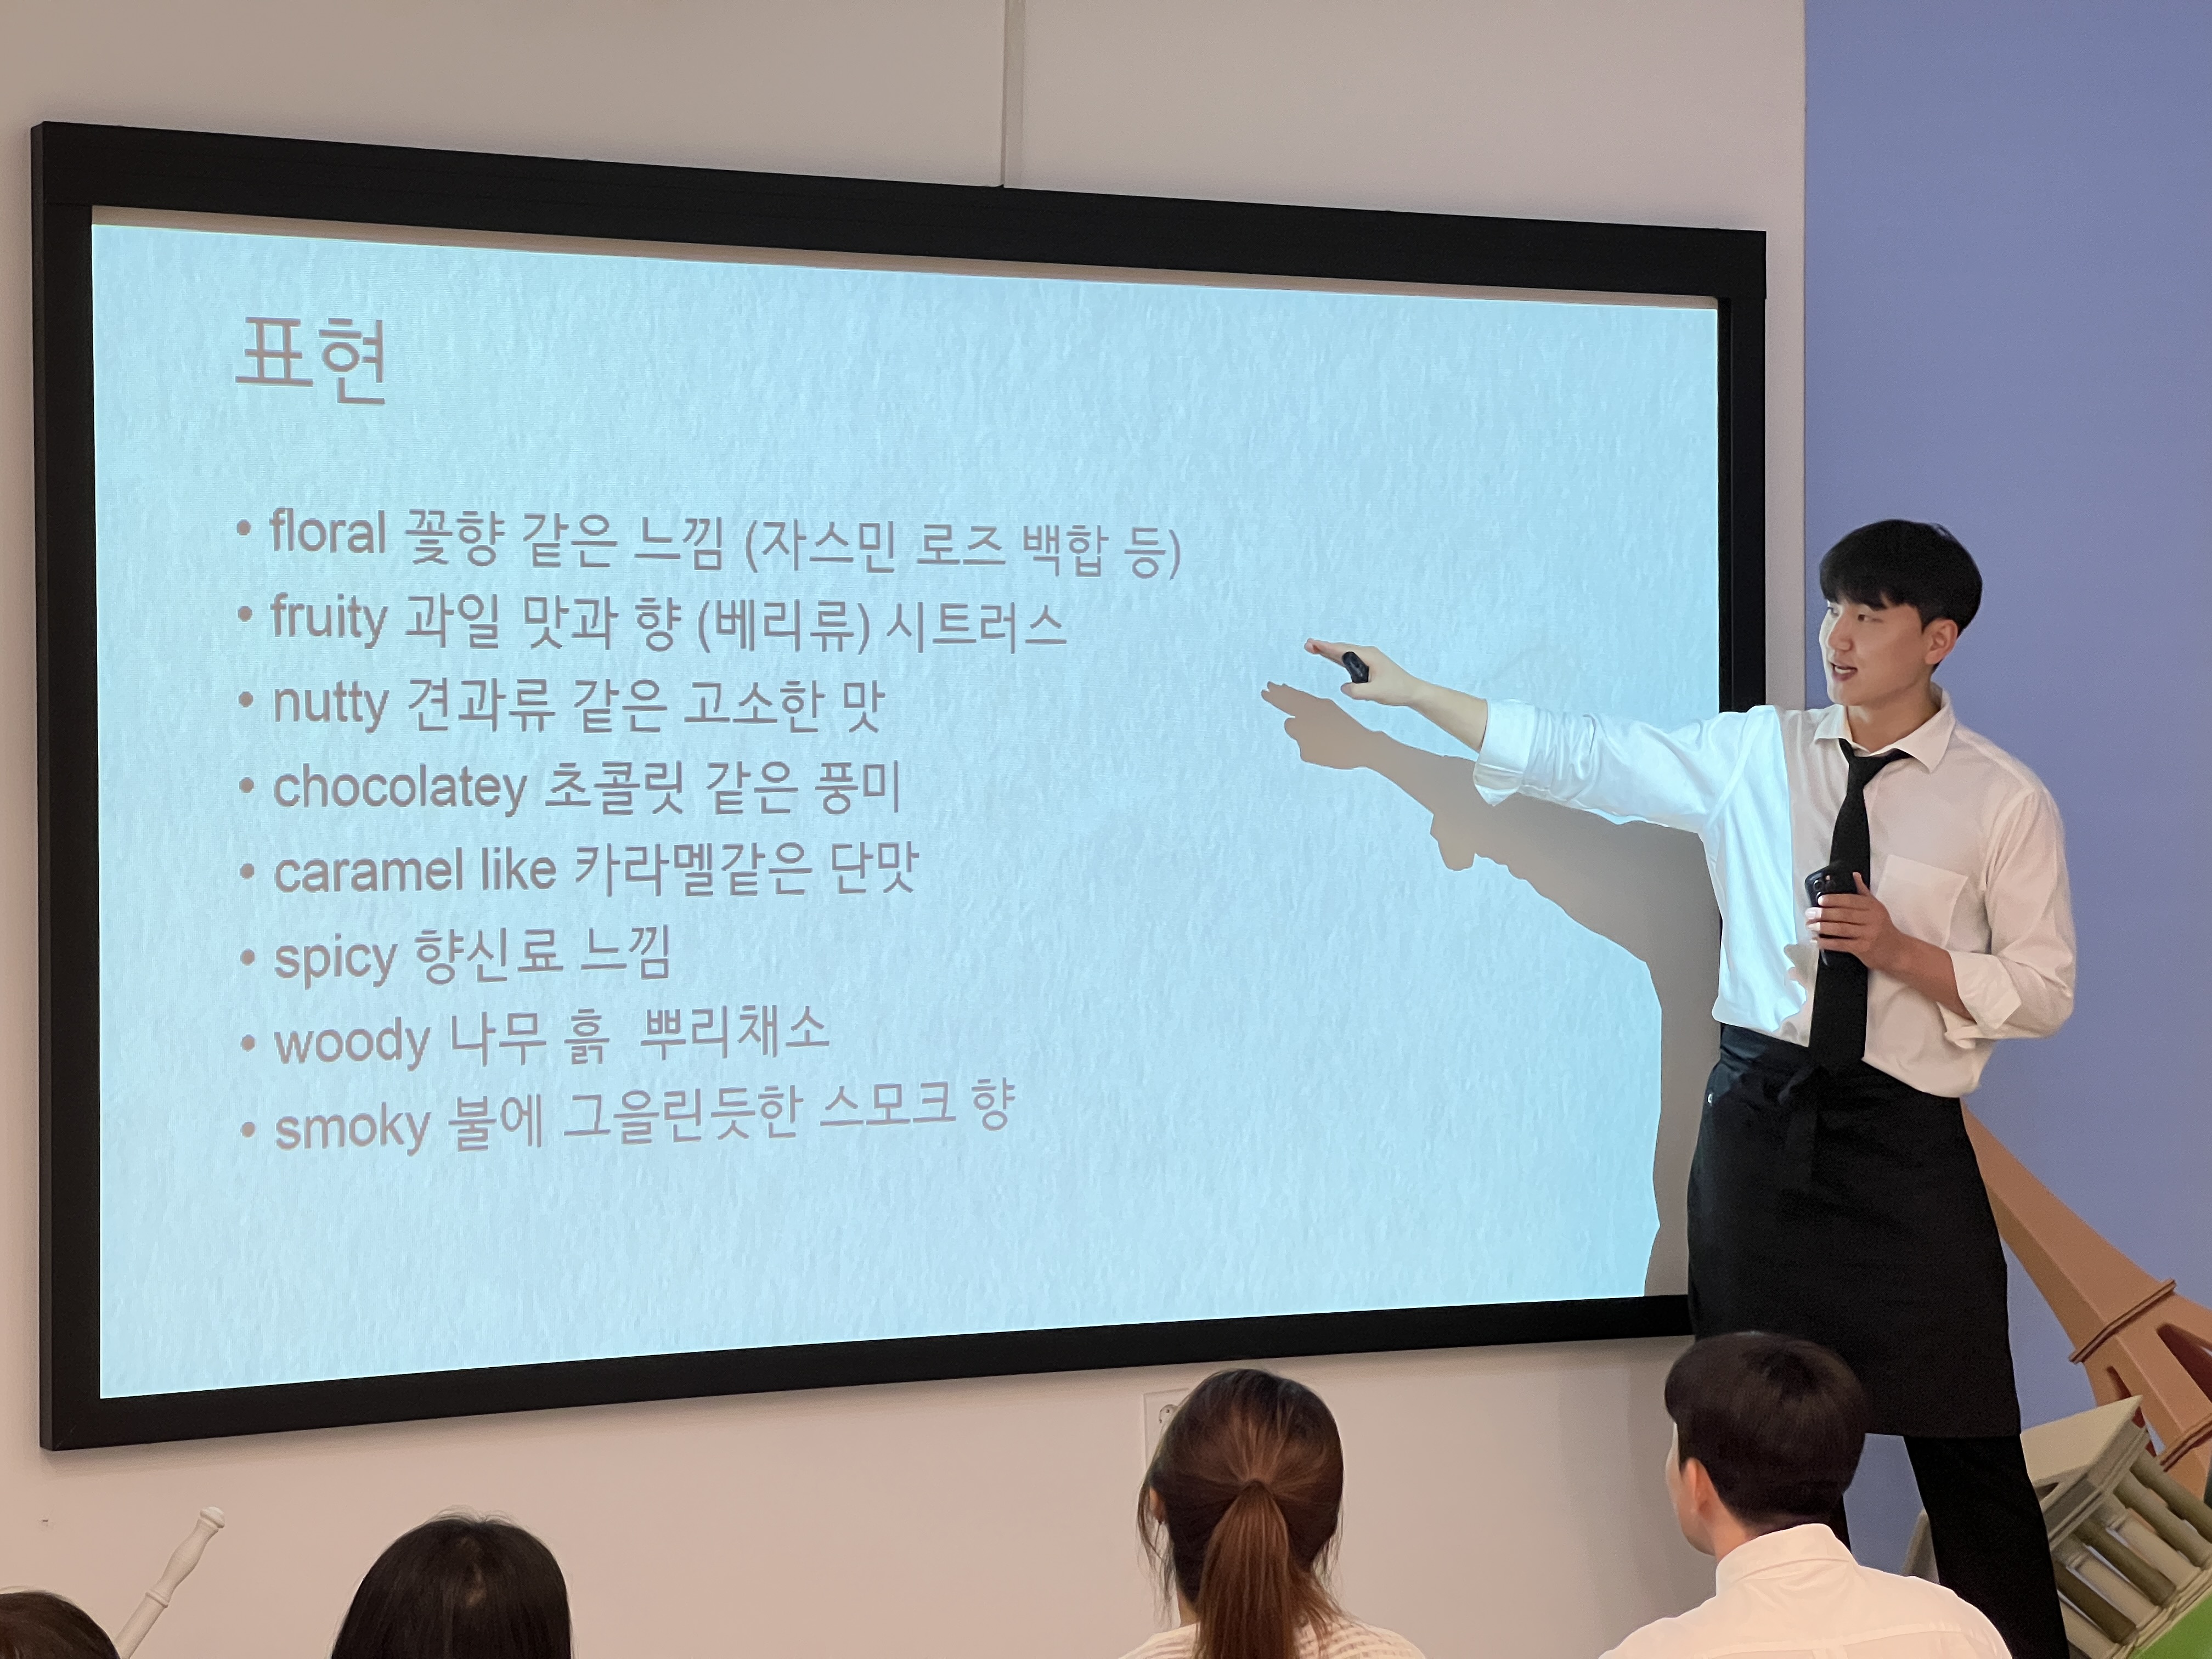 표현
• floral 꽃향 같은 느낌 (자스민 로즈 백합 등)
• fruity 과일 맛과 향 (베리류) 시트러스
• nutty 견과류 같은 고소한 맛
• chocolatey 초콜릿 같은 풍미
• caramel like 카라멜같은 단맛
• spicy 향신료 느낌
• woody 나무 흙 뿌리채소
• smoky 불에 그을린듯한 스모크 향